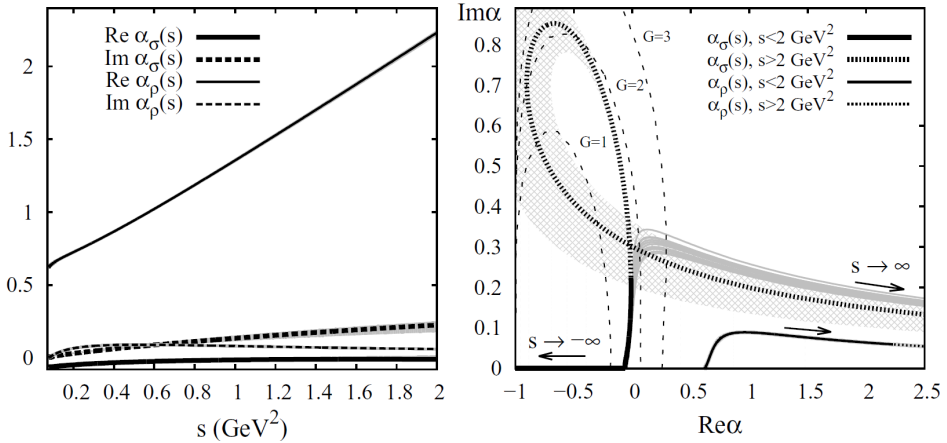 Re α_σ(s)
Im α_σ(s)
Re α_ρ(s)
Im α_ρ(s)
2
1.5
1
0.5
0
0.2 0.4 0.6 0.8 1 1.2 1.4 1.6 1.8 2
s (GeV²)
Imα
α_σ(s), s<2 GeV²
α_σ(s), s>2 GeV²
α_ρ(s), s<2 GeV²
α_ρ(s), s>2 GeV²
G=3
G=2
G=1
s → ∞
s → −∞
0.8
0.7
0.6
0.5
0.4
0.3
0.2
0.1
0
-1 -0.5 0 0.5 1 1.5 2 2.5
Reα